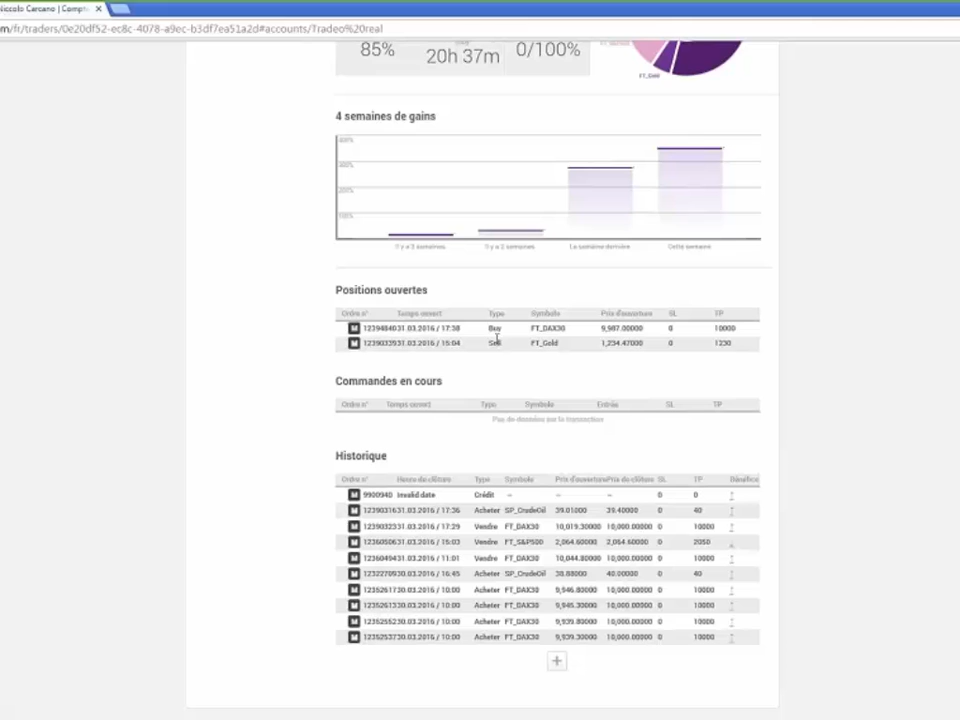 Niccolo Carcano | Compt
m/fr/traders/0e20df52-ec8c-4078-a9ec-b3df7ea51a2d#accounts/Tradeo%20real
85% 20h 37m 0/100%
FT_Gold
4 semaines de gains
400%
300%
200%
100%
Il y a 3 semaines Il y a 2 semaines La semaine dernière Cette semaine
Positions ouvertes
Ordre n° Temps ouvert Type Symbole Prix d'ouverture SL TP
M 12394840 31.03.2016 / 17:38 Buy FT_DAX30 9,987.00000 0 10000
M 12390339 31.03.2016 / 15:04 Sell FT_Gold 1,234.47000 0 1230
Commandes en cours
Ordre n° Temps ouvert Type Symbole Entrée SL TP
Pas de données sur la transaction
Historique
Ordre n° Heure de clôture Type Symbole Prix d'ouverture Prix de clôture SL TP Bénéfice
M 9900940 Invalid date Crédit – – – 0 0
M 12390316 31.03.2016 / 17:36 Acheter SP_CrudeOil 39.01000 39.40000 0 40
M 12390323 31.03.2016 / 17:29 Vendre FT_DAX30 10,019.30000 10,000.00000 0 10000
M 12360506 31.03.2016 / 15:03 Vendre FT_S&P500 2,064.60000 2,064.60000 0 2050
M 12360494 31.03.2016 / 11:01 Vendre FT_DAX30 10,044.80000 10,000.00000 0 10000
M 12322709 30.03.2016 / 16:45 Acheter SP_CrudeOil 38.88000 40.00000 0 40
M 12352617 30.03.2016 / 10:00 Acheter FT_DAX30 9,946.80000 10,000.00000 0 10000
M 12352613 30.03.2016 / 10:00 Acheter FT_DAX30 9,945.30000 10,000.00000 0 10000
M 12352552 30.03.2016 / 10:00 Acheter FT_DAX30 9,939.80000 10,000.00000 0 10000
M 12352537 30.03.2016 / 10:00 Acheter FT_DAX30 9,939.30000 10,000.00000 0 10000
+